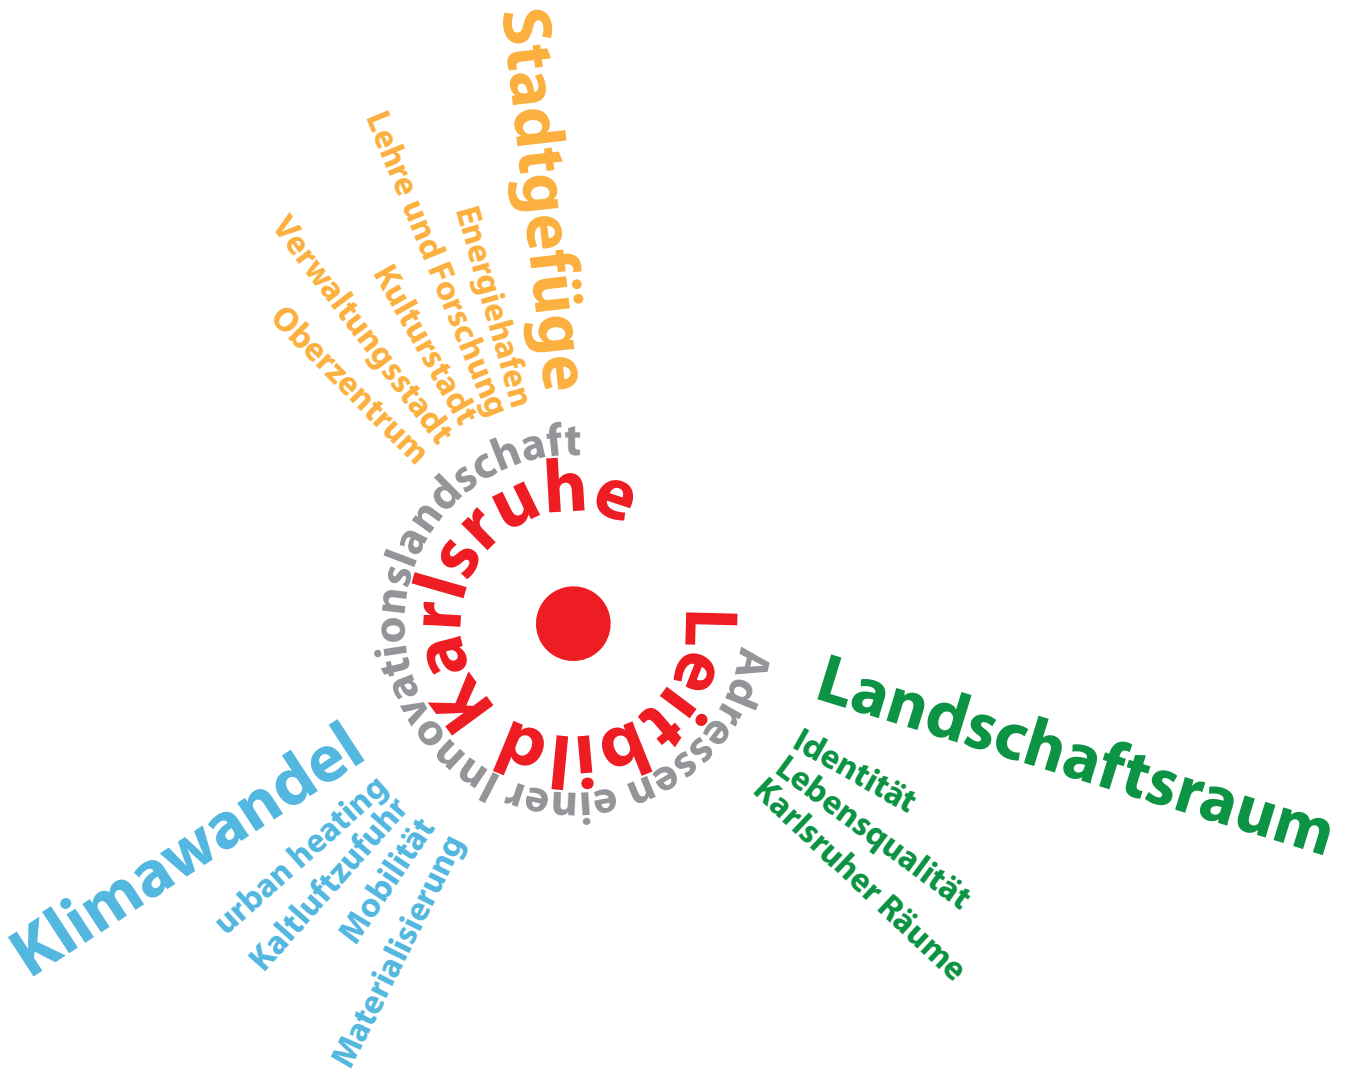 Stadtgefüge
Energiehafen
Lehre und Forschung
Kulturstadt
Verwaltungsstadt
Oberzentrum
Leitbild Karlsruhe
Adressen einer Innovationslandschaft
Klimawandel
urban heating
Kaltluftzufuhr
Mobilität
Materialisierung
Landschaftsraum
Identität
Lebensqualität
Karlsruher Räume